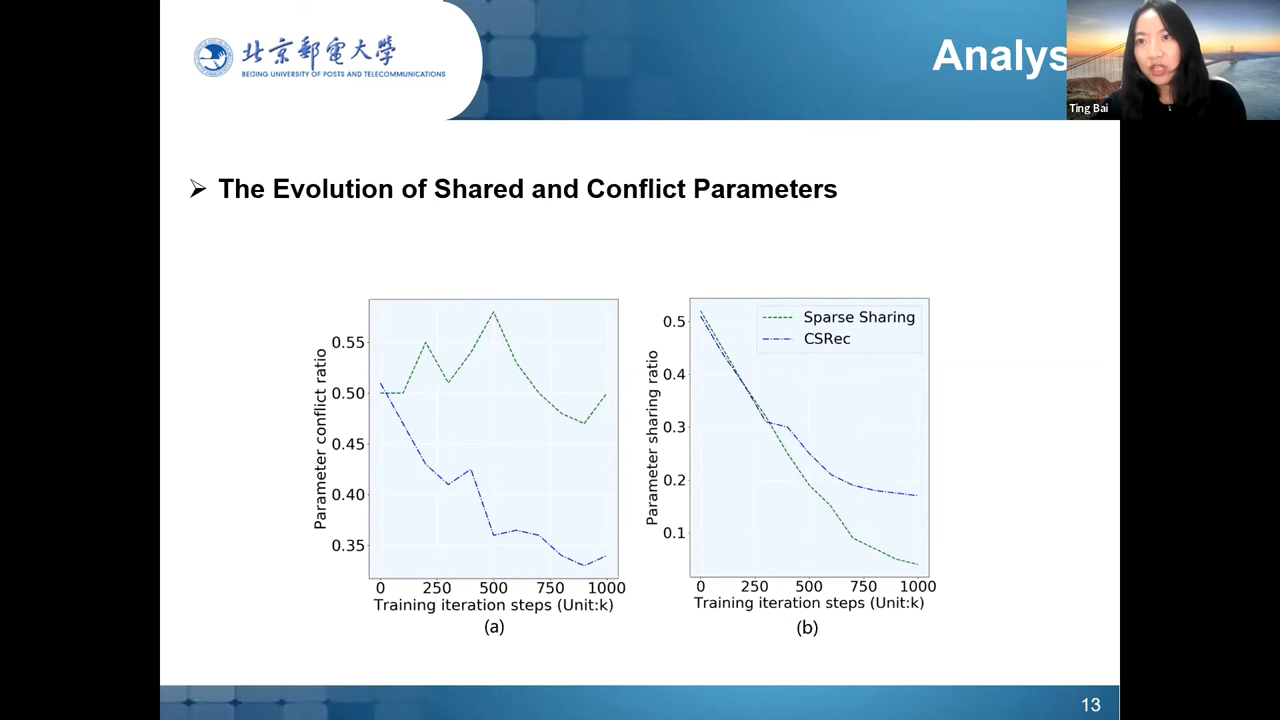 北京邮电大学
BEIJING UNIVERSITY OF POSTS AND TELECOMMUNICATIONS
Analys
Ting Bai
The Evolution of Shared and Conflict Parameters
Parameter conflict ratio
0.55
0.50
0.45
0.40
0.35
0 250 500 750 1000
Training iteration steps (Unit:k)
(a)
Parameter sharing ratio
0.5
0.4
0.3
0.2
0.1
Sparse Sharing
CSRec
0 250 500 750 1000
Training iteration steps (Unit:k)
(b)
13